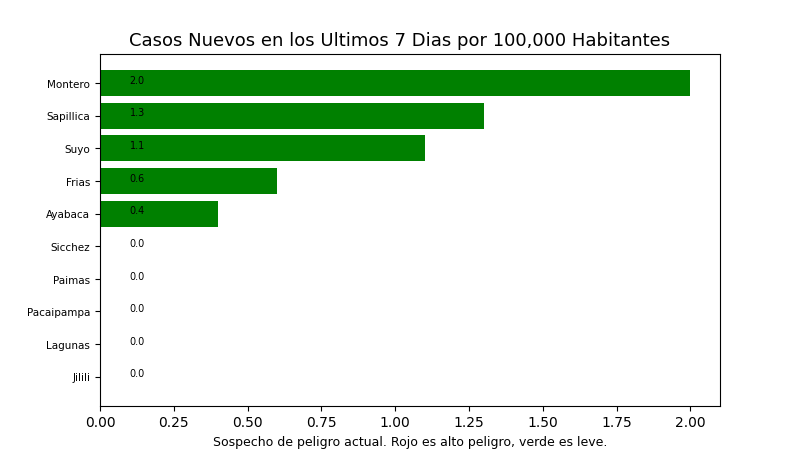 Casos Nuevos en los Ultimos 7 Dias por 100,000 Habitantes
Montero 2.0
Sapillica 1.3
Suyo 1.1
Frias 0.6
Ayabaca 0.4
Sicchez 0.0
Paimas 0.0
Pacaipampa 0.0
Lagunas 0.0
Jilili 0.0
0.00 0.25 0.50 0.75 1.00 1.25 1.50 1.75 2.00
Sospecho de peligro actual. Rojo es alto peligro, verde es leve.